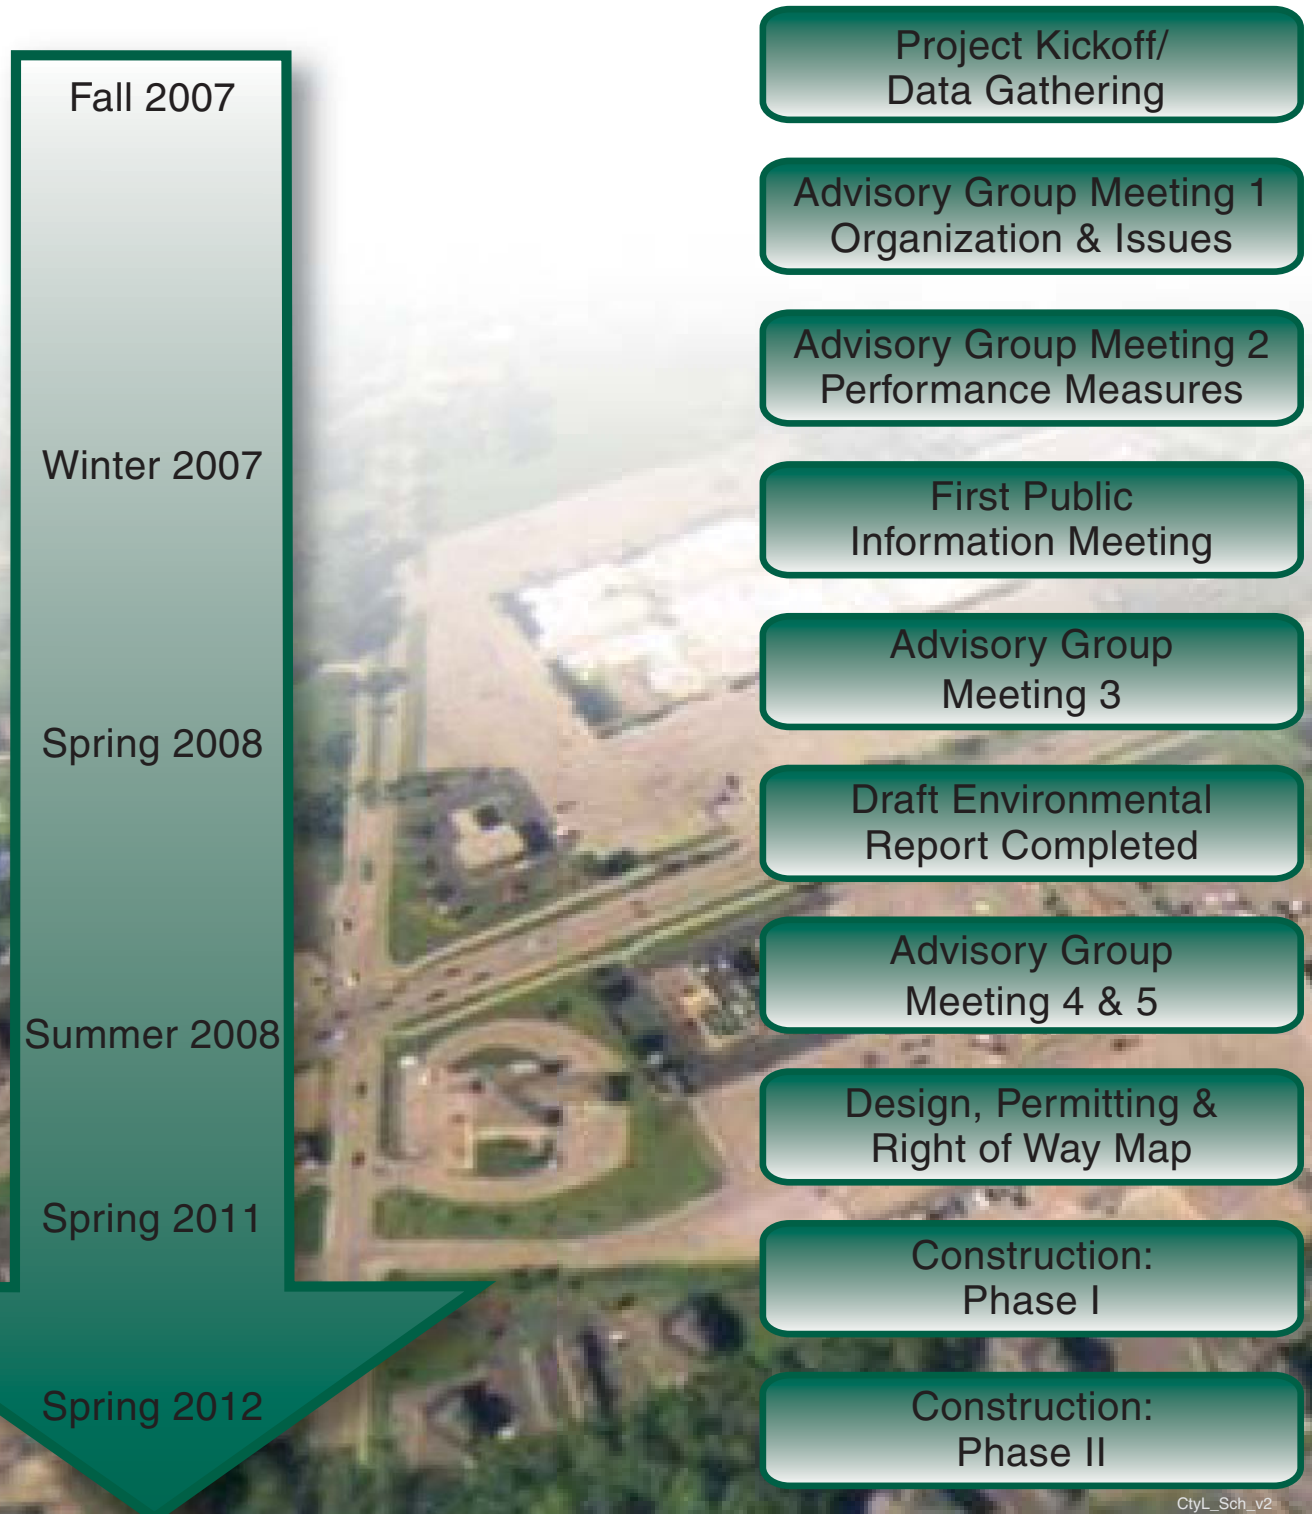 Fall 2007
Winter 2007
Spring 2008
Summer 2008
Spring 2011
Spring 2012
Project Kickoff/
Data Gathering
Advisory Group Meeting 1
Organization & Issues
Advisory Group Meeting 2
Performance Measures
First Public
Information Meeting
Advisory Group
Meeting 3
Draft Environmental
Report Completed
Advisory Group
Meeting 4 & 5
Design, Permitting &
Right of Way Map
Construction:
Phase I
Construction:
Phase II
CtyL_Sch_v2